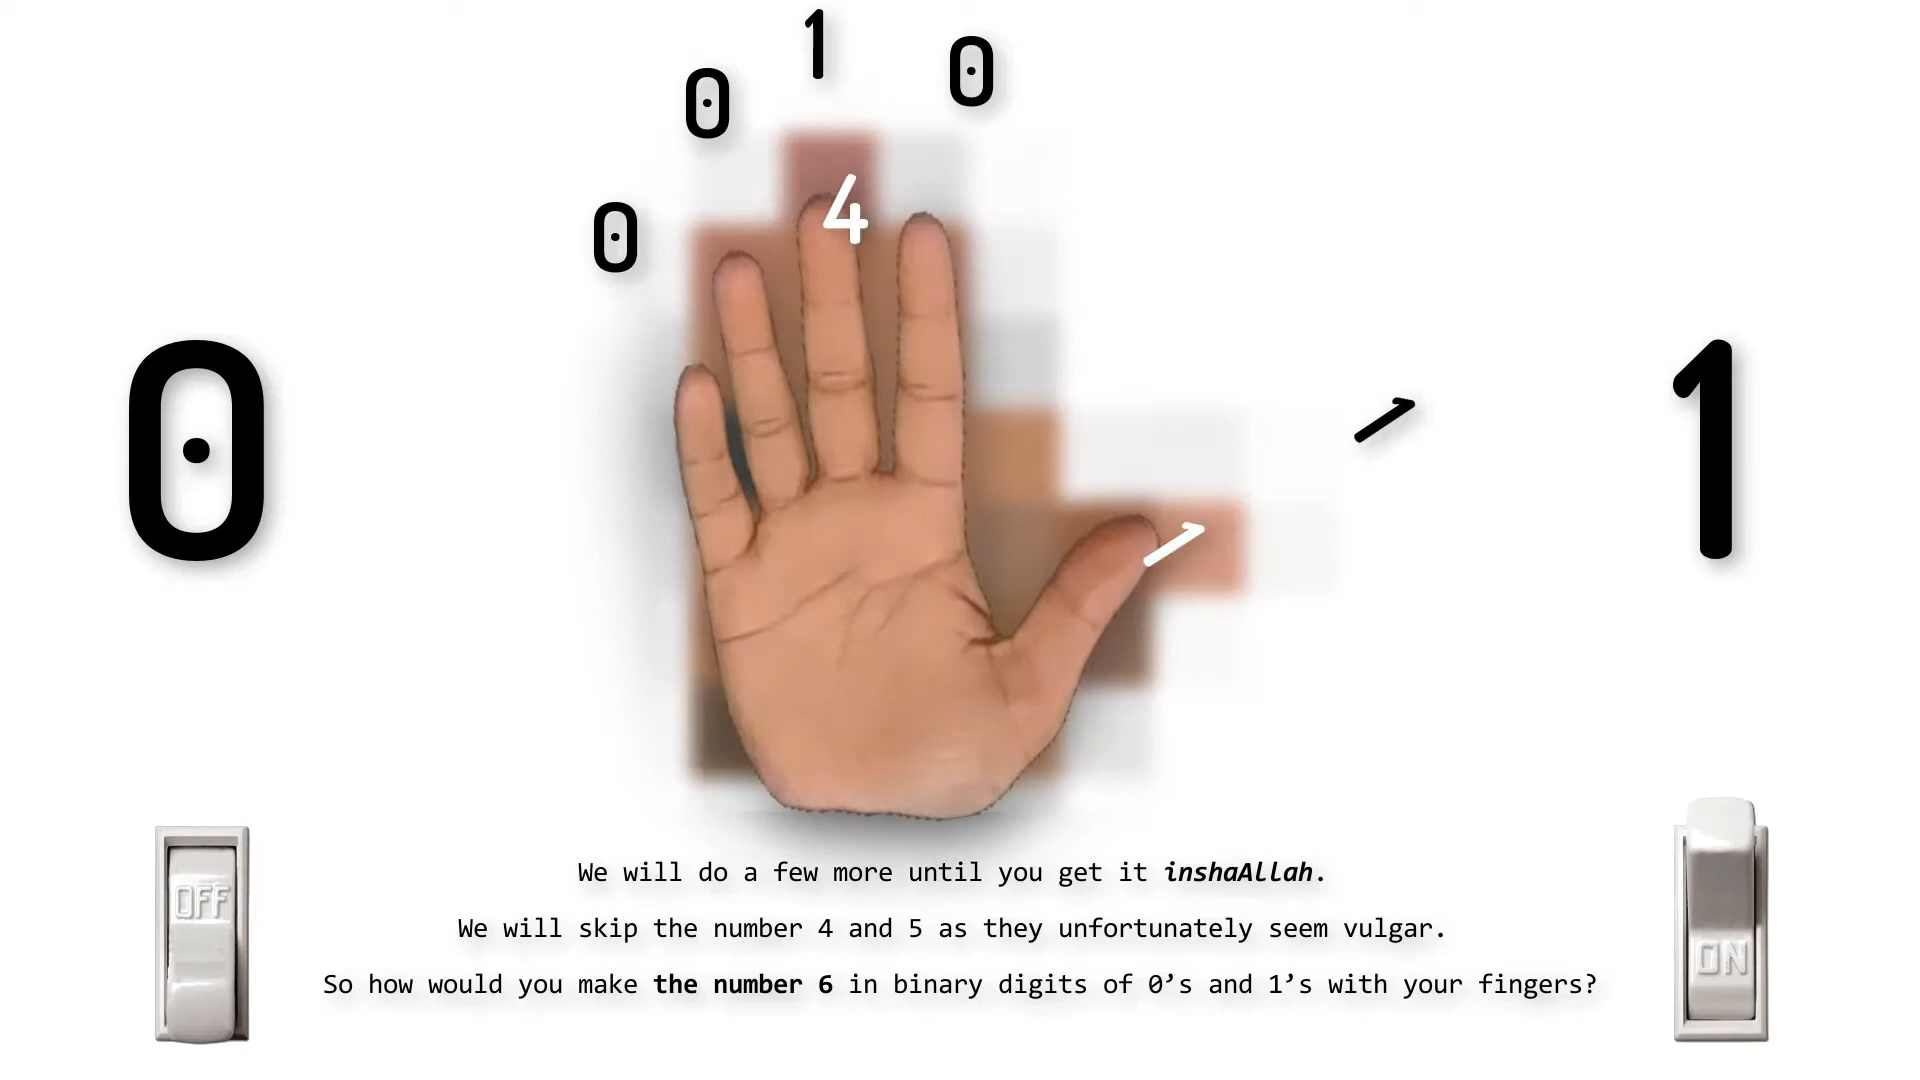 1
0
0
0
4
0
1
1
1
OFF
ON
We will do a few more until you get it inshaAllah.
We will skip the number 4 and 5 as they unfortunately seem vulgar.
So how would you make the number 6 in binary digits of 0’s and 1’s with your fingers?